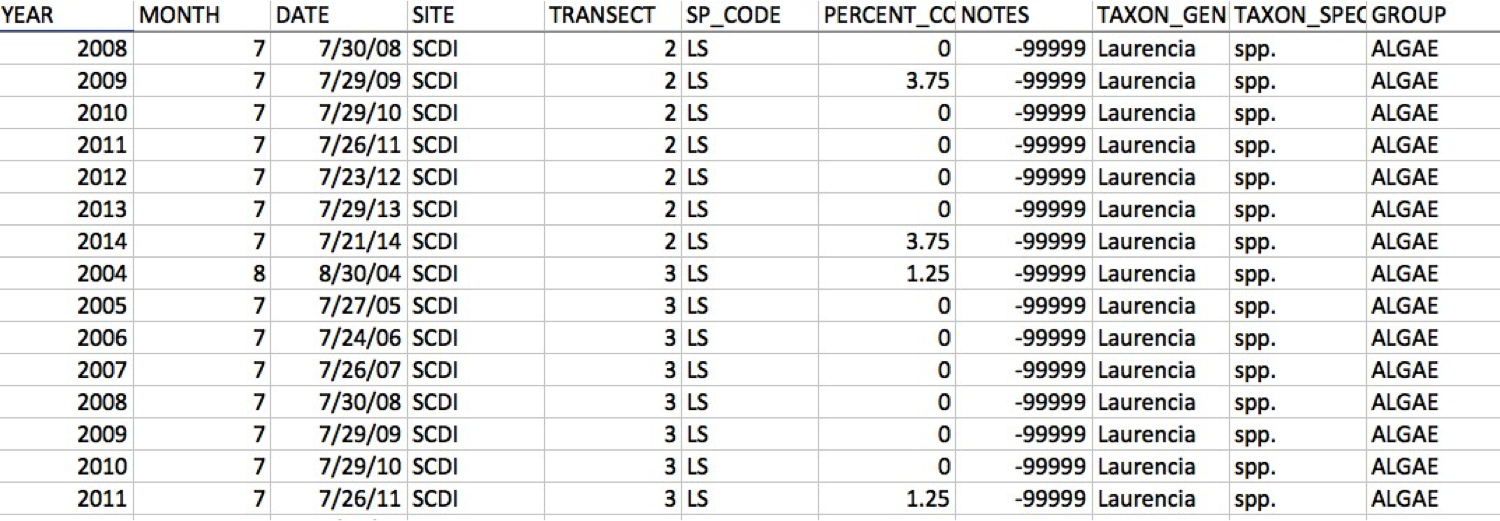 YEAR MONTH DATE SITE TRANSECT SP_CODE PERCENT_CO NOTES TAXON_GEN TAXON_SPEC GROUP
2008 7 7/30/08 SCDI 2 LS 0 -99999 Laurencia spp. ALGAE
2009 7 7/29/09 SCDI 2 LS 3.75 -99999 Laurencia spp. ALGAE
2010 7 7/29/10 SCDI 2 LS 0 -99999 Laurencia spp. ALGAE
2011 7 7/26/11 SCDI 2 LS 0 -99999 Laurencia spp. ALGAE
2012 7 7/23/12 SCDI 2 LS 0 -99999 Laurencia spp. ALGAE
2013 7 7/29/13 SCDI 2 LS 0 -99999 Laurencia spp. ALGAE
2014 7 7/21/14 SCDI 2 LS 3.75 -99999 Laurencia spp. ALGAE
2004 8 8/30/04 SCDI 3 LS 1.25 -99999 Laurencia spp. ALGAE
2005 7 7/27/05 SCDI 3 LS 0 -99999 Laurencia spp. ALGAE
2006 7 7/24/06 SCDI 3 LS 0 -99999 Laurencia spp. ALGAE
2007 7 7/26/07 SCDI 3 LS 0 -99999 Laurencia spp. ALGAE
2008 7 7/30/08 SCDI 3 LS 0 -99999 Laurencia spp. ALGAE
2009 7 7/29/09 SCDI 3 LS 0 -99999 Laurencia spp. ALGAE
2010 7 7/29/10 SCDI 3 LS 0 -99999 Laurencia spp. ALGAE
2011 7 7/26/11 SCDI 3 LS 1.25 -99999 Laurencia spp. ALGAE